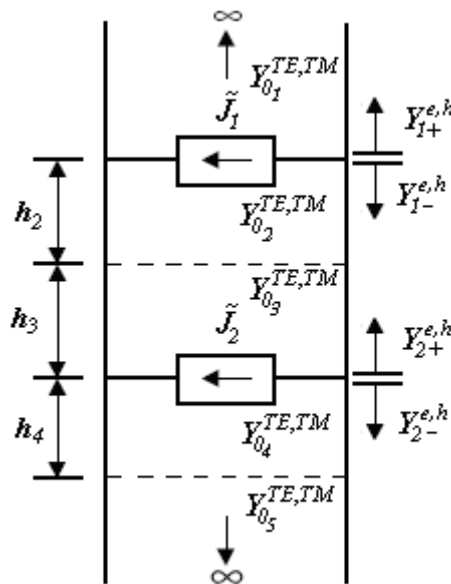 ∞
Y_{0_1}^{TE,TM}
J̃_1
Y_{1+}^{e,h}
Y_{0_2}^{TE,TM}
Y_{1-}^{e,h}
h_2
Y_{0_3}^{TE,TM}
h_3
J̃_2
Y_{2+}^{e,h}
h_4
Y_{0_4}^{TE,TM}
Y_{2-}^{e,h}
Y_{0_5}^{TE,TM}
∞